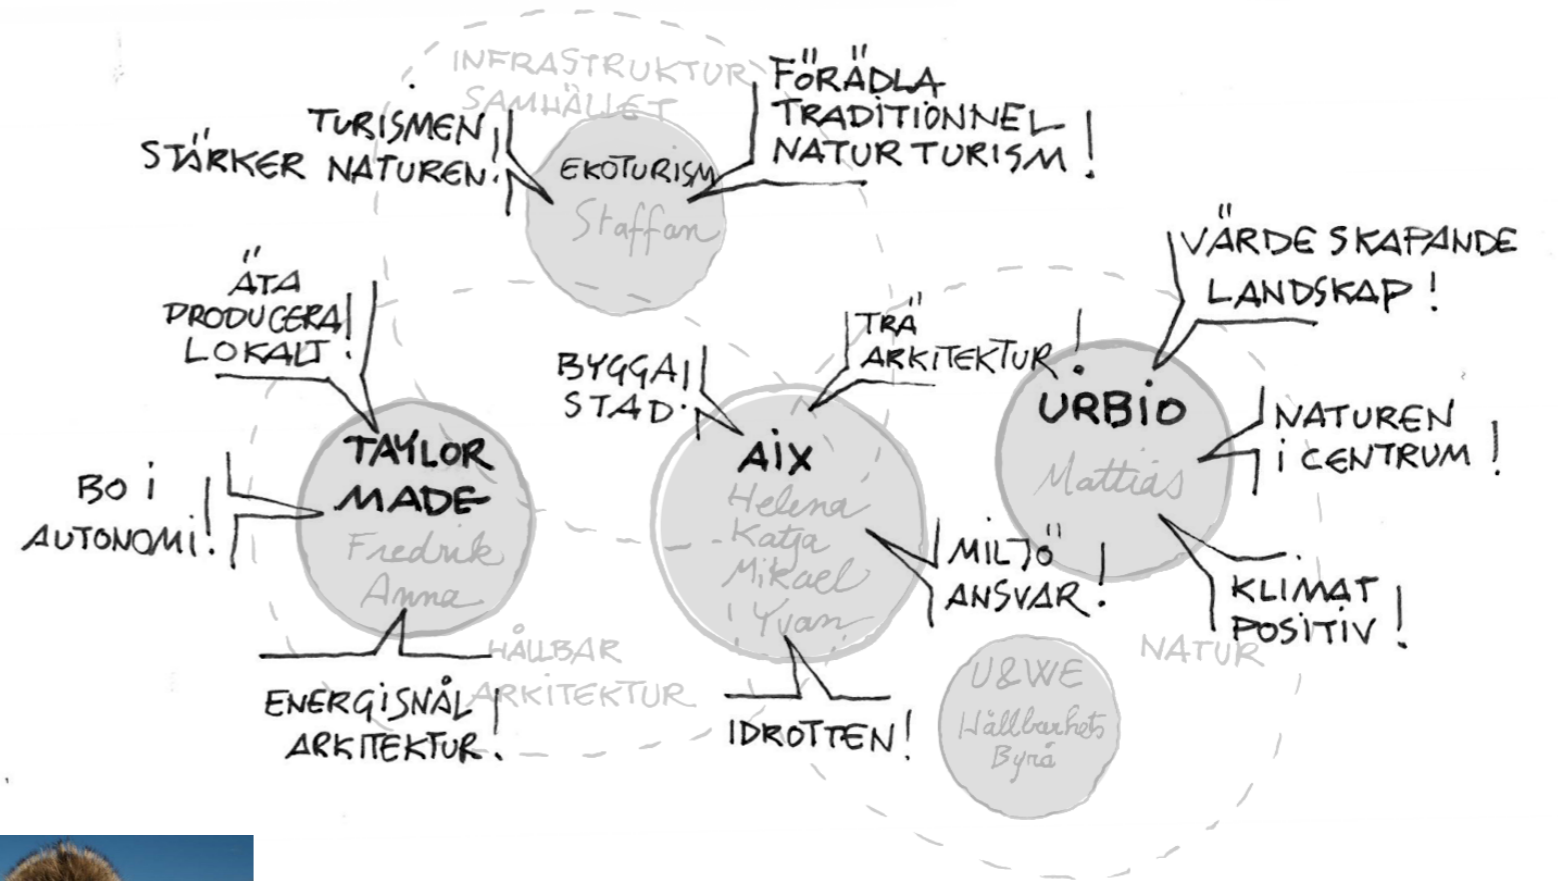 INFRASTRUKTUR
SAMHÄLLET
TURISMEN
STÄRKER NATUREN!
FÖRÄDLA
TRADITIONNEL
NATUR TURISM!
EKOTURISM
Staffan
VÄRDE SKAPANDE
LANDSKAP!
ÄTA
PRODUCERA
LOKALT!
TRÄ
ARKITEKTUR!
BYGGA
STAD!
URBIO
Mattias
NATUREN
I CENTRUM!
TAYLOR
MADE
Fredrik
Anna
AIX
Helena
Katja
Mikael
Yvan
BO I
AUTONOMI!
MILJÖ
ANSVAR!
KLIMAT
POSITIV!
HÅLLBAR
ARKITEKTUR
NATUR
ENERGISNÅL
ARKITEKTUR!
IDROTTEN!
U&WE
Hållbarhets
Byrå